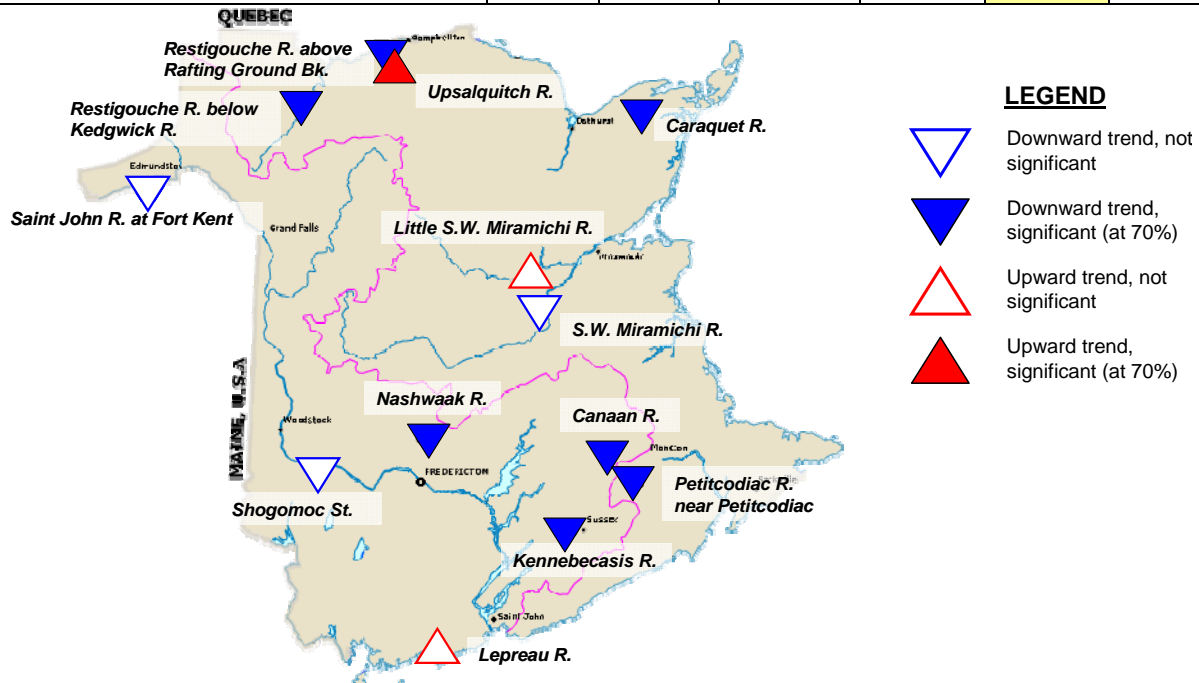 QUEBEC
Campbellton
Restigouche R. above
Rafting Ground Bk.
Upsalquitch R.
Restigouche R. below
Kedgwick R.
Bathurst
Caraquet R.
Edmundsto
Saint John R. at Fort Kent
Grand Falls
Little S.W. Miramichi R.
Miramichi
S.W. Miramichi R.
MAINE, U.S.A
Nashwaak R.
Canaan R.
Woodstock
Moncton
FREDERICTON
Petitcodiac R.
near Petitcodiac
Shogomoc St.
Sussex
Kennebecasis R.
Saint John
Lepreau R.
LEGEND
Downward trend, not
significant
Downward trend,
significant (at 70%)
Upward trend, not
significant
Upward trend,
significant (at 70%)